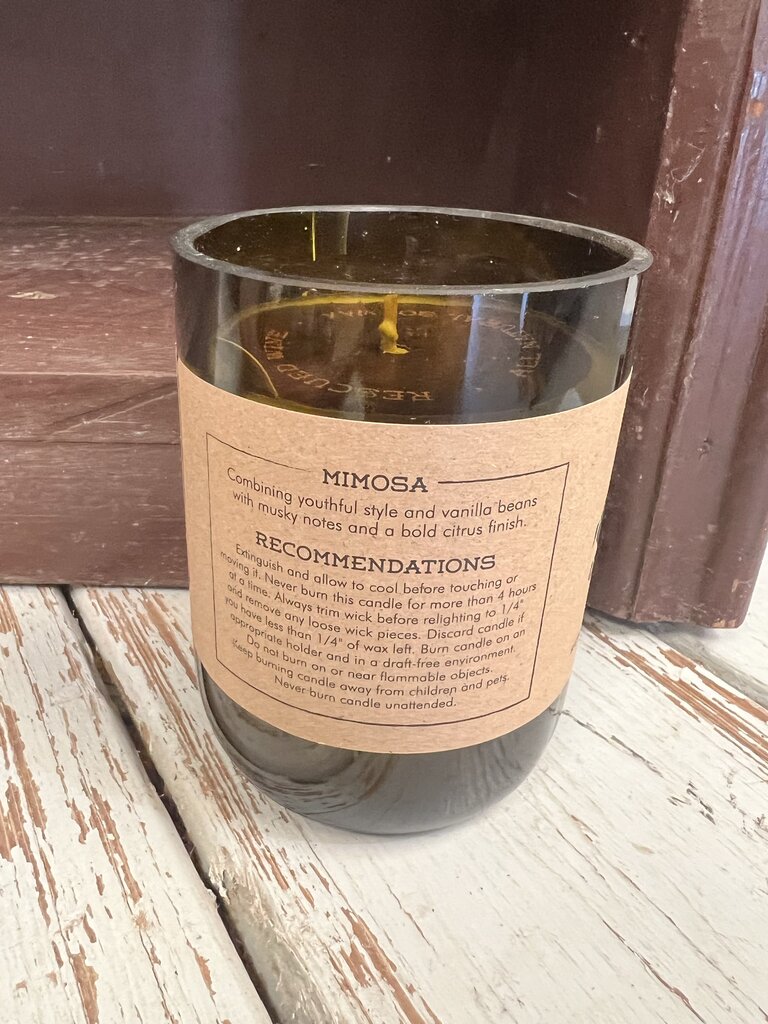 RESCUED WINE
MIMOSA
Combining youthful style and vanilla beans
with musky notes and a bold citrus finish.
RECOMMENDATIONS
Extinguish and allow to cool before touching or
moving it. Never burn this candle for more than 4 hours
at a time. Always trim wick before relighting to 1/4"
and remove any loose wick pieces. Discard candle if
you have less than 1/4" of wax left. Burn candle on an
appropriate holder and in a draft-free environment.
Do not burn on or near flammable objects.
Keep burning candle away from children and pets.
Never burn candle unattended.